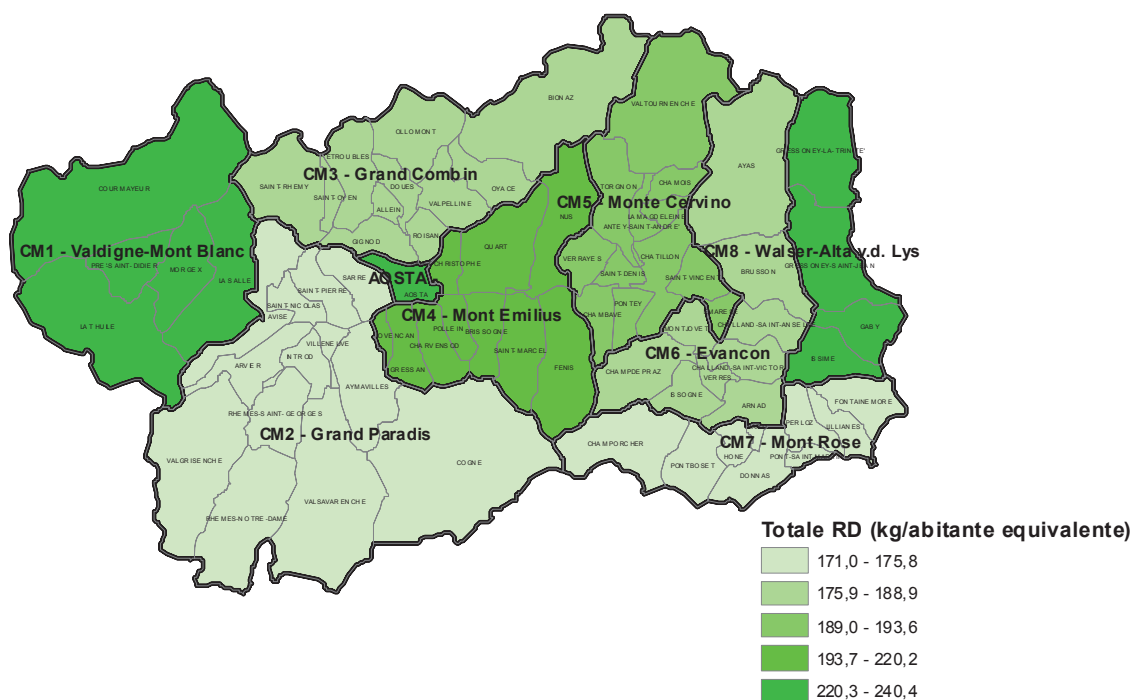 BIONAZ
VALTOURNENCHE
OLLOMONT
ETROUBLES
GRESSONEY-LA-TRINITE'
CM3 - Grand Combin
AYAS
COURMAYEUR
SAINT-RHEMY
SAINT-OYEN
DOUES
OYACE
TORGNON
CHAMOIS
ALLEIN
VALPELLINE
CM5 - Monte Cervino
NUS
LA MAGDELEINE
ANTEY-SAINT-ANDRE'
GIGNOD
ROISAN
QUART
CM1 - Valdigne-Mont Blanc
CM8 - Walser-Alta v.d. Lys
PRE'-SAINT-DIDIER
MORGEX
LA SALLE
SARRE
AOSTA
CHRISTOPHE
VERRAYES
CHATILLON
GRESSONEY-SAINT-JEAN
SAINT-DENIS
SAINT-VINCENT
BRUSSON
SAINT-PIERRE
AOSTA
SAINT-NICOLAS
AVISE
CM4 - Mont Emilius
POLLEIN
BRISSOGNE
CHAMBAVE
PONTEY
EMARESE
CHALLAND-SAINT-ANSELME
GABY
LA THUILE
JOVENCAN
CHARVENSOD
MONTJOVET
VILLENEUVE
INTROD
ARVIER
SAINT-MARCEL
CM6 - Evancon
ISSIME
GRESSAN
FENIS
CHAMPDEPRAZ
CHALLAND-SAINT-VICTOR
VERRES
AYMAVILLES
ISSOGNE
ARNAD
FONTAINEMORE
RHEMES-SAINT-GEORGES
CM2 - Grand Paradis
PERLOZ
LILLIANES
CHAMPORCHER
CM7 - Mont Rose
HONE
PONT-SAINT-MARTIN
VALGRISENCHE
COGNE
PONTBOSET
DONNAS
VALSAVARENCHE
RHEMES-NOTRE-DAME
Totale RD (kg/abitante equivalente)
171,0 - 175,8
175,9 - 188,9
189,0 - 193,6
193,7 - 220,2
220,3 - 240,4